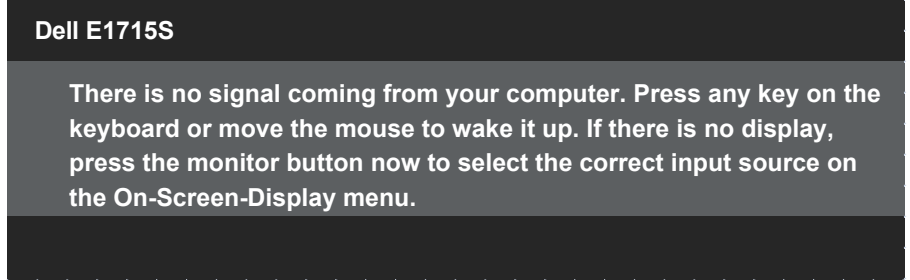 Dell E1715S
There is no signal coming from your computer. Press any key on the
keyboard or move the mouse to wake it up. If there is no display,
press the monitor button now to select the correct input source on
the On-Screen-Display menu.